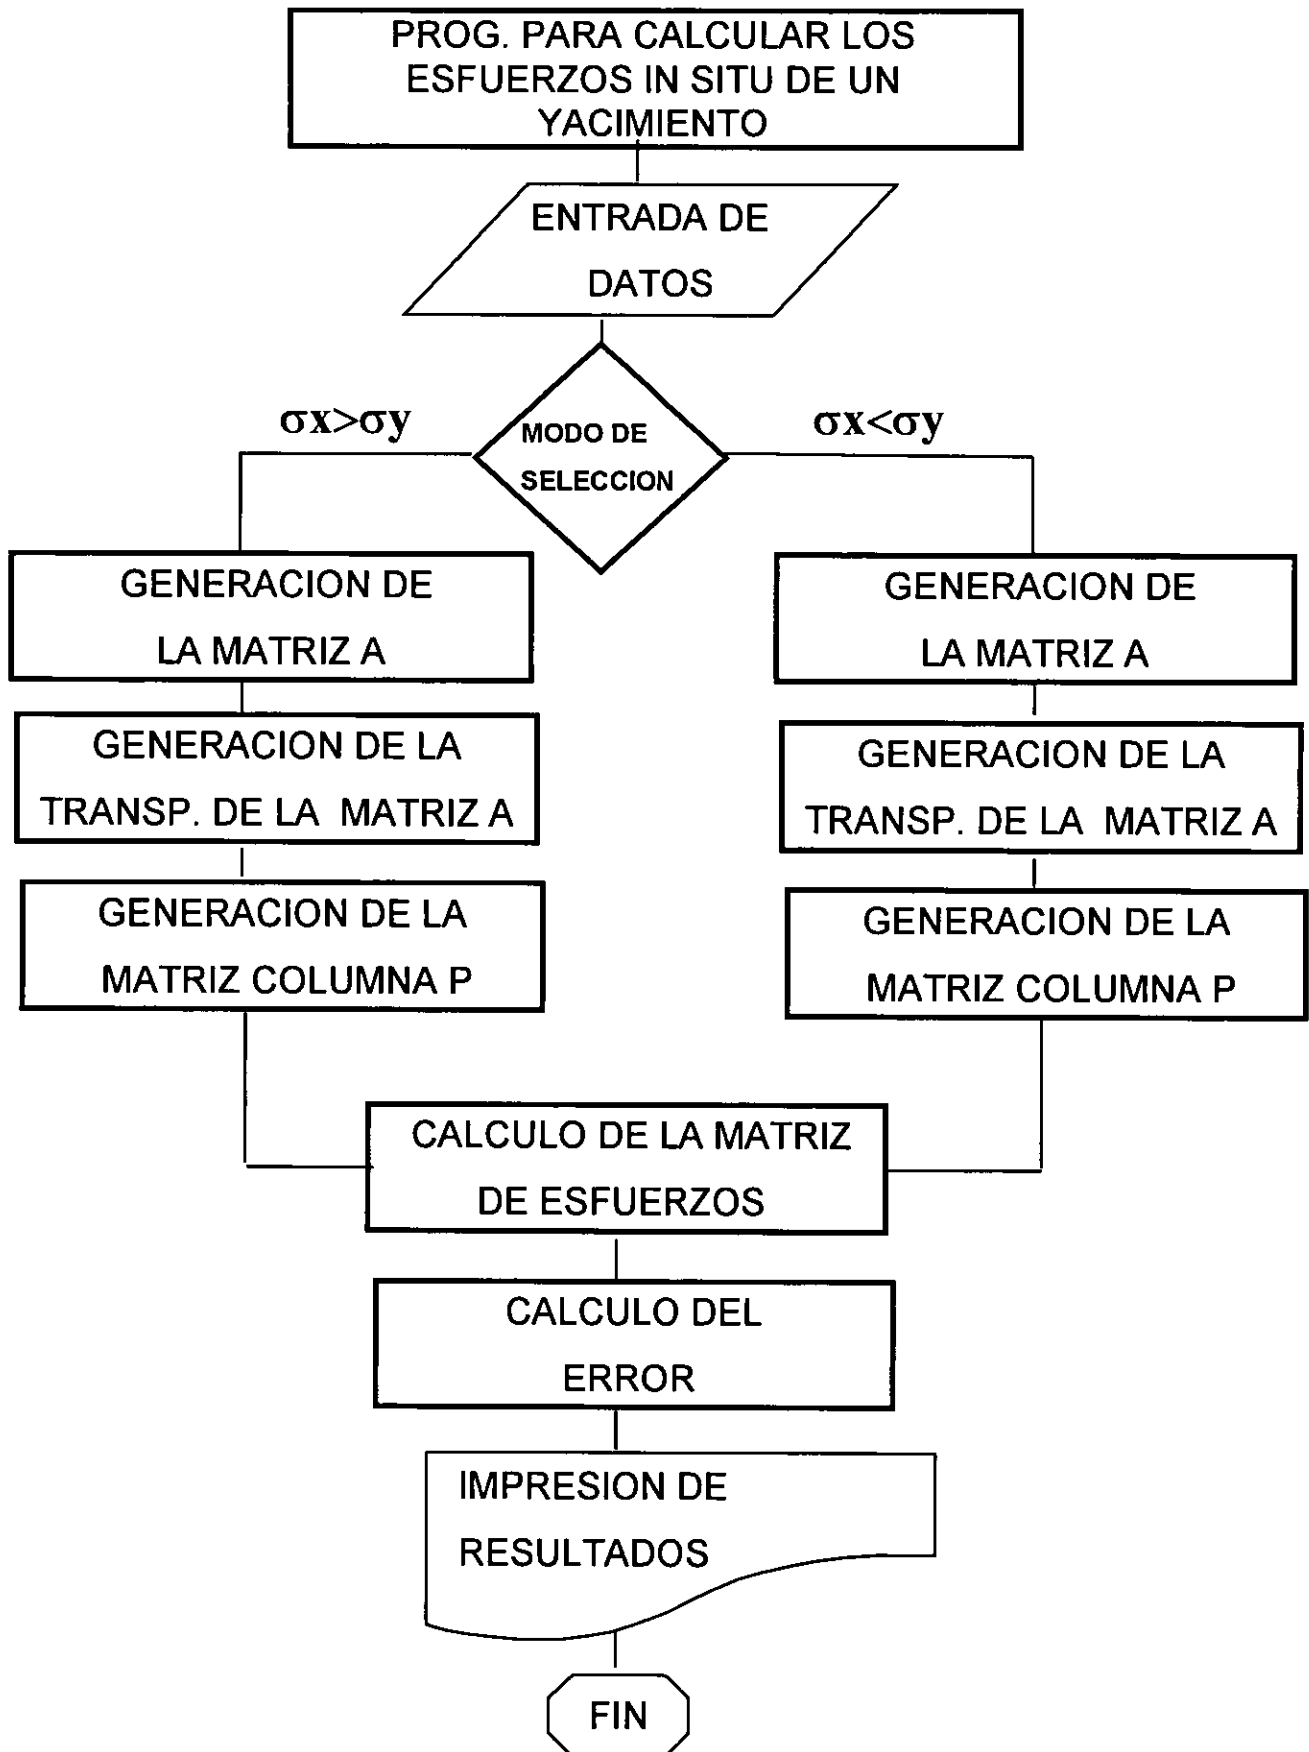 PROG. PARA CALCULAR LOS
ESFUERZOS IN SITU DE UN
YACIMIENTO
ENTRADA DE
DATOS
σx>σy
MODO DE
SELECCION
σx<σy
GENERACION DE
LA MATRIZ A
GENERACION DE LA
TRANSP. DE LA MATRIZ A
GENERACION DE LA
MATRIZ COLUMNA P
GENERACION DE
LA MATRIZ A
GENERACION DE LA
TRANSP. DE LA MATRIZ A
GENERACION DE LA
MATRIZ COLUMNA P
CALCULO DE LA MATRIZ
DE ESFUERZOS
CALCULO DEL
ERROR
IMPRESION DE
RESULTADOS
FIN